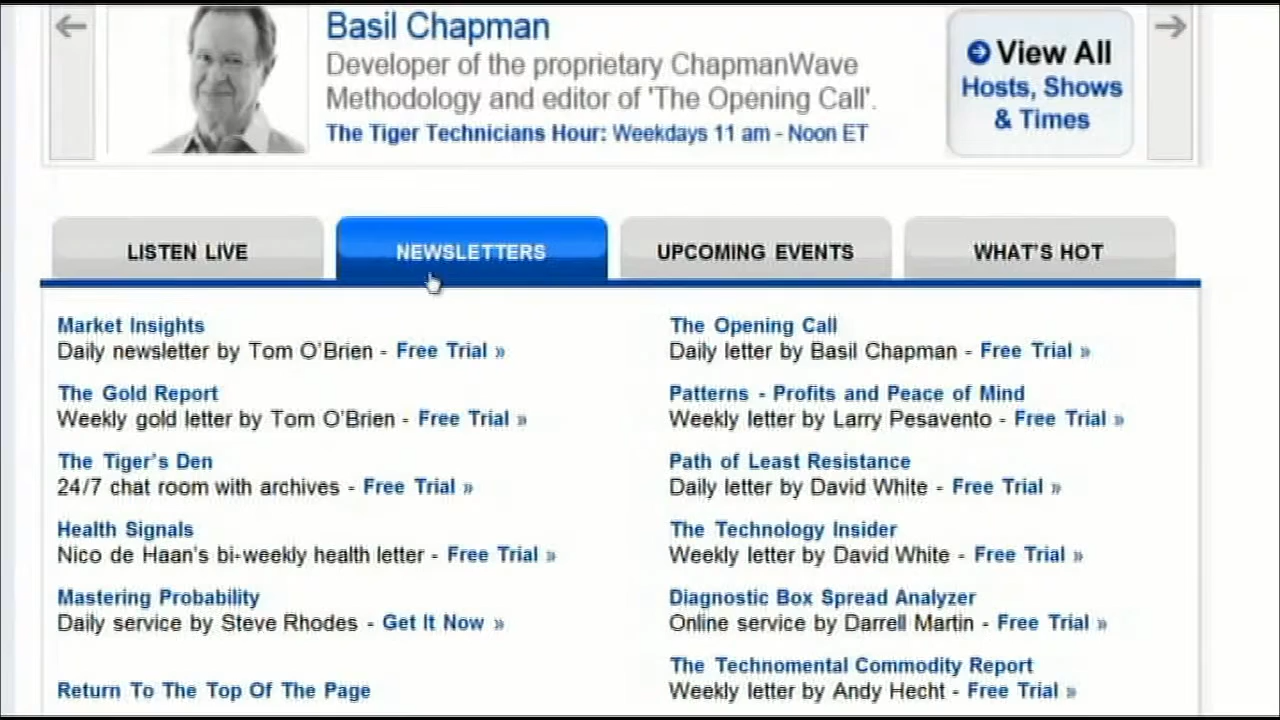 Basil Chapman
Developer of the proprietary ChapmanWave
Methodology and editor of 'The Opening Call'.
The Tiger Technicians Hour: Weekdays 11 am - Noon ET
View All
Hosts, Shows
& Times
LISTEN LIVE
NEWSLETTERS
UPCOMING EVENTS
WHAT'S HOT
Market Insights
Daily newsletter by Tom O'Brien - Free Trial »
The Gold Report
Weekly gold letter by Tom O'Brien - Free Trial »
The Tiger's Den
24/7 chat room with archives - Free Trial »
Health Signals
Nico de Haan's bi-weekly health letter - Free Trial »
Mastering Probability
Daily service by Steve Rhodes - Get It Now »
Return To The Top Of The Page
The Opening Call
Daily letter by Basil Chapman - Free Trial »
Patterns - Profits and Peace of Mind
Weekly letter by Larry Pesavento - Free Trial »
Path of Least Resistance
Daily letter by David White - Free Trial »
The Technology Insider
Weekly letter by David White - Free Trial »
Diagnostic Box Spread Analyzer
Online service by Darrell Martin - Free Trial »
The Technomental Commodity Report
Weekly letter by Andy Hecht - Free Trial »